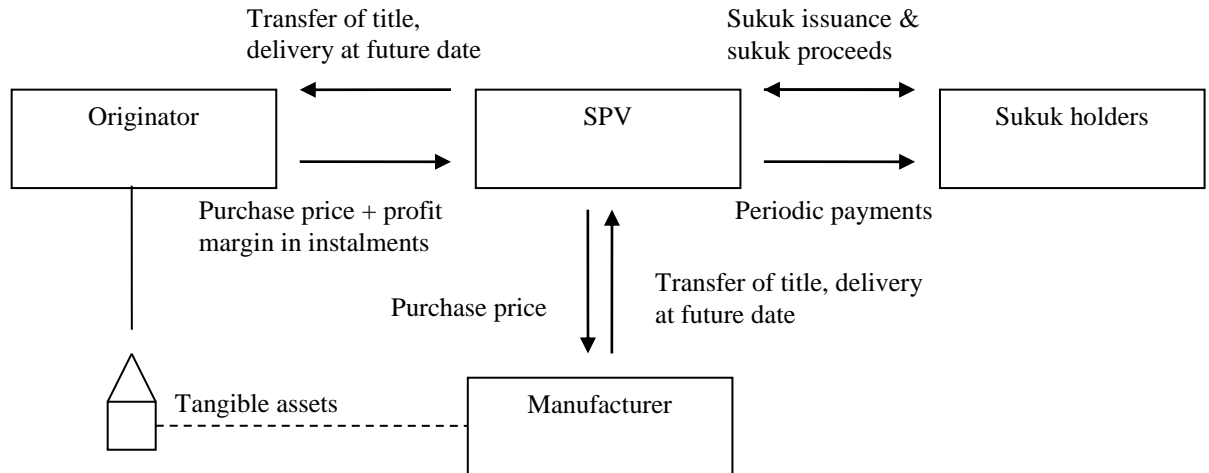 Transfer of title,
delivery at future date
Sukuk issuance &
sukuk proceeds
Originator
SPV
Sukuk holders
Purchase price + profit
margin in instalments
Periodic payments
Purchase price
Transfer of title, delivery
at future date
Tangible assets
Manufacturer